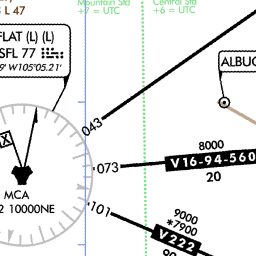 Mountain Std
+7 = UTC
Central Std
+6 = UTC
L 47
FLAT (L) (L)
SFL 77
9' W105°05.21'
ALBUQ
043
8000
073
V16-94-560
20
X
MCA
2 10000NE
101
9000
*7900
V222